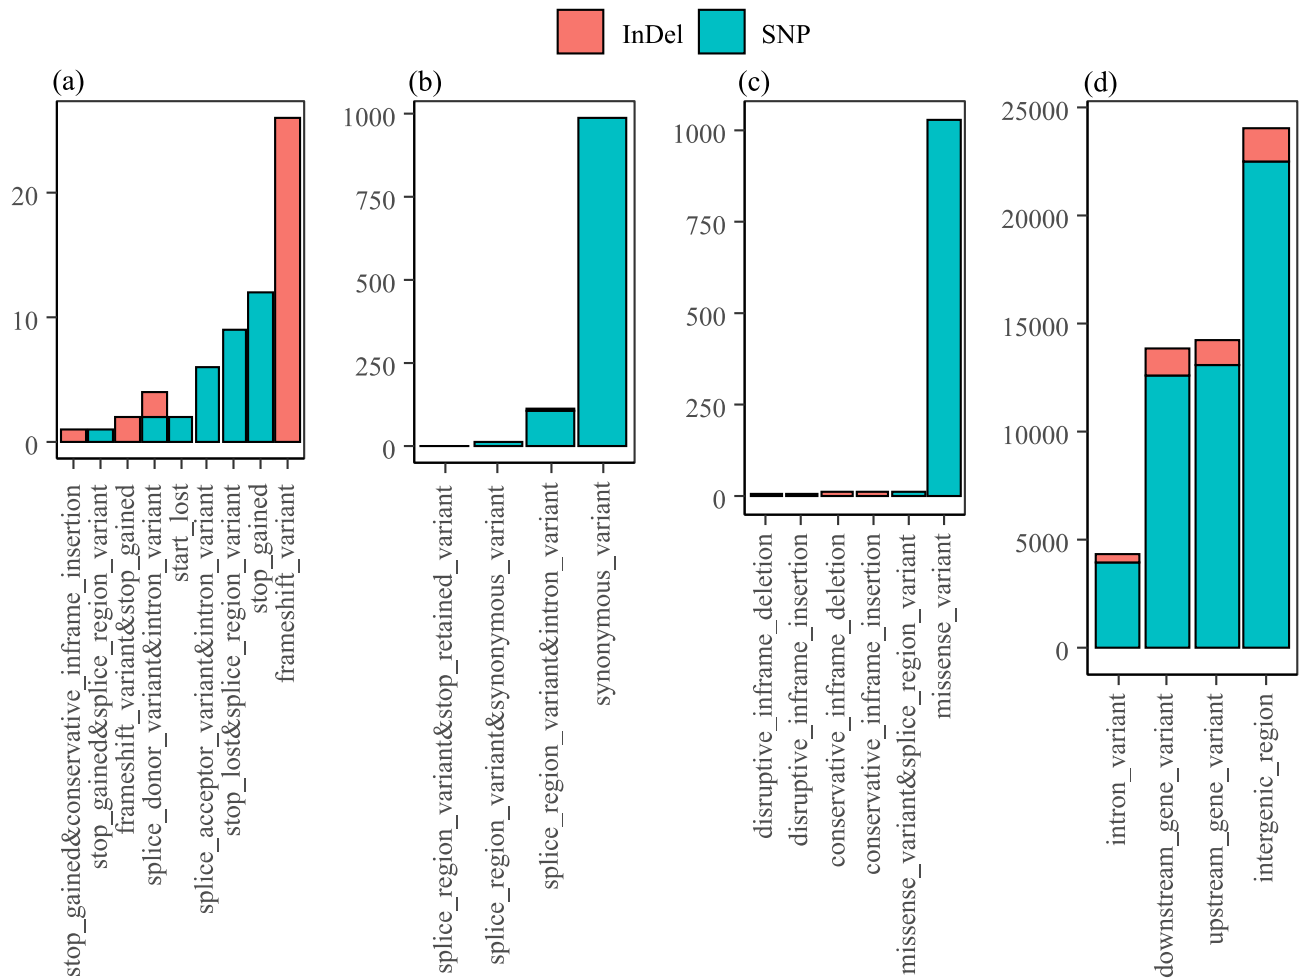 InDel SNP
(a)
20
10
0
stop_gained&conservative_inframe_insertion
stop_gained&splice_region_variant
frameshift_variant&stop_gained
splice_donor_variant&intron_variant
start_lost
splice_acceptor_variant&intron_variant
stop_lost&splice_region_variant
stop_gained
frameshift_variant
(b)
1000
750
500
250
0
splice_region_variant&stop_retained_variant
splice_region_variant&synonymous_variant
splice_region_variant&intron_variant
synonymous_variant
(c)
1000
750
500
250
0
disruptive_inframe_deletion
disruptive_inframe_insertion
conservative_inframe_deletion
conservative_inframe_insertion
missense_variant&splice_region_variant
missense_variant
(d)
25000
20000
15000
10000
5000
0
intron_variant
downstream_gene_variant
upstream_gene_variant
intergenic_region